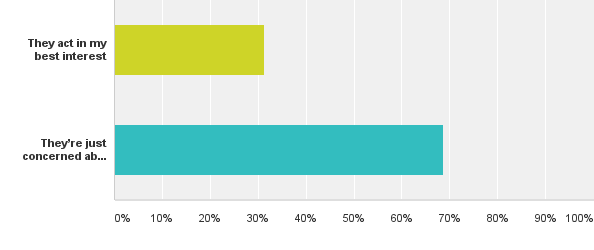 They act in my
best interest
They're just
concerned ab...
0% 10% 20% 30% 40% 50% 60% 70% 80% 90% 100%